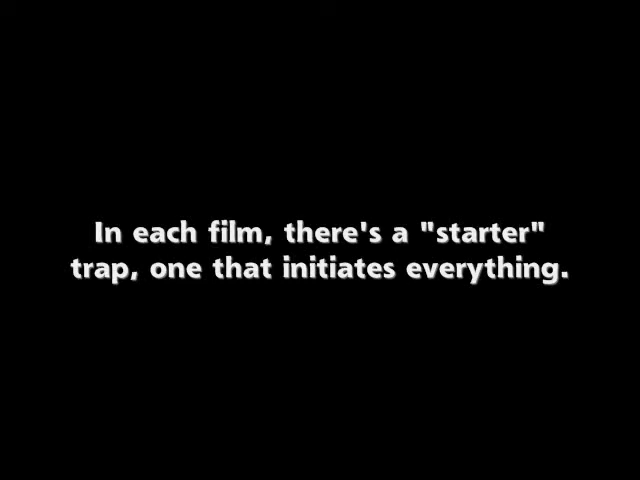 In each film, there's a "starter"
trap, one that initiates everything.